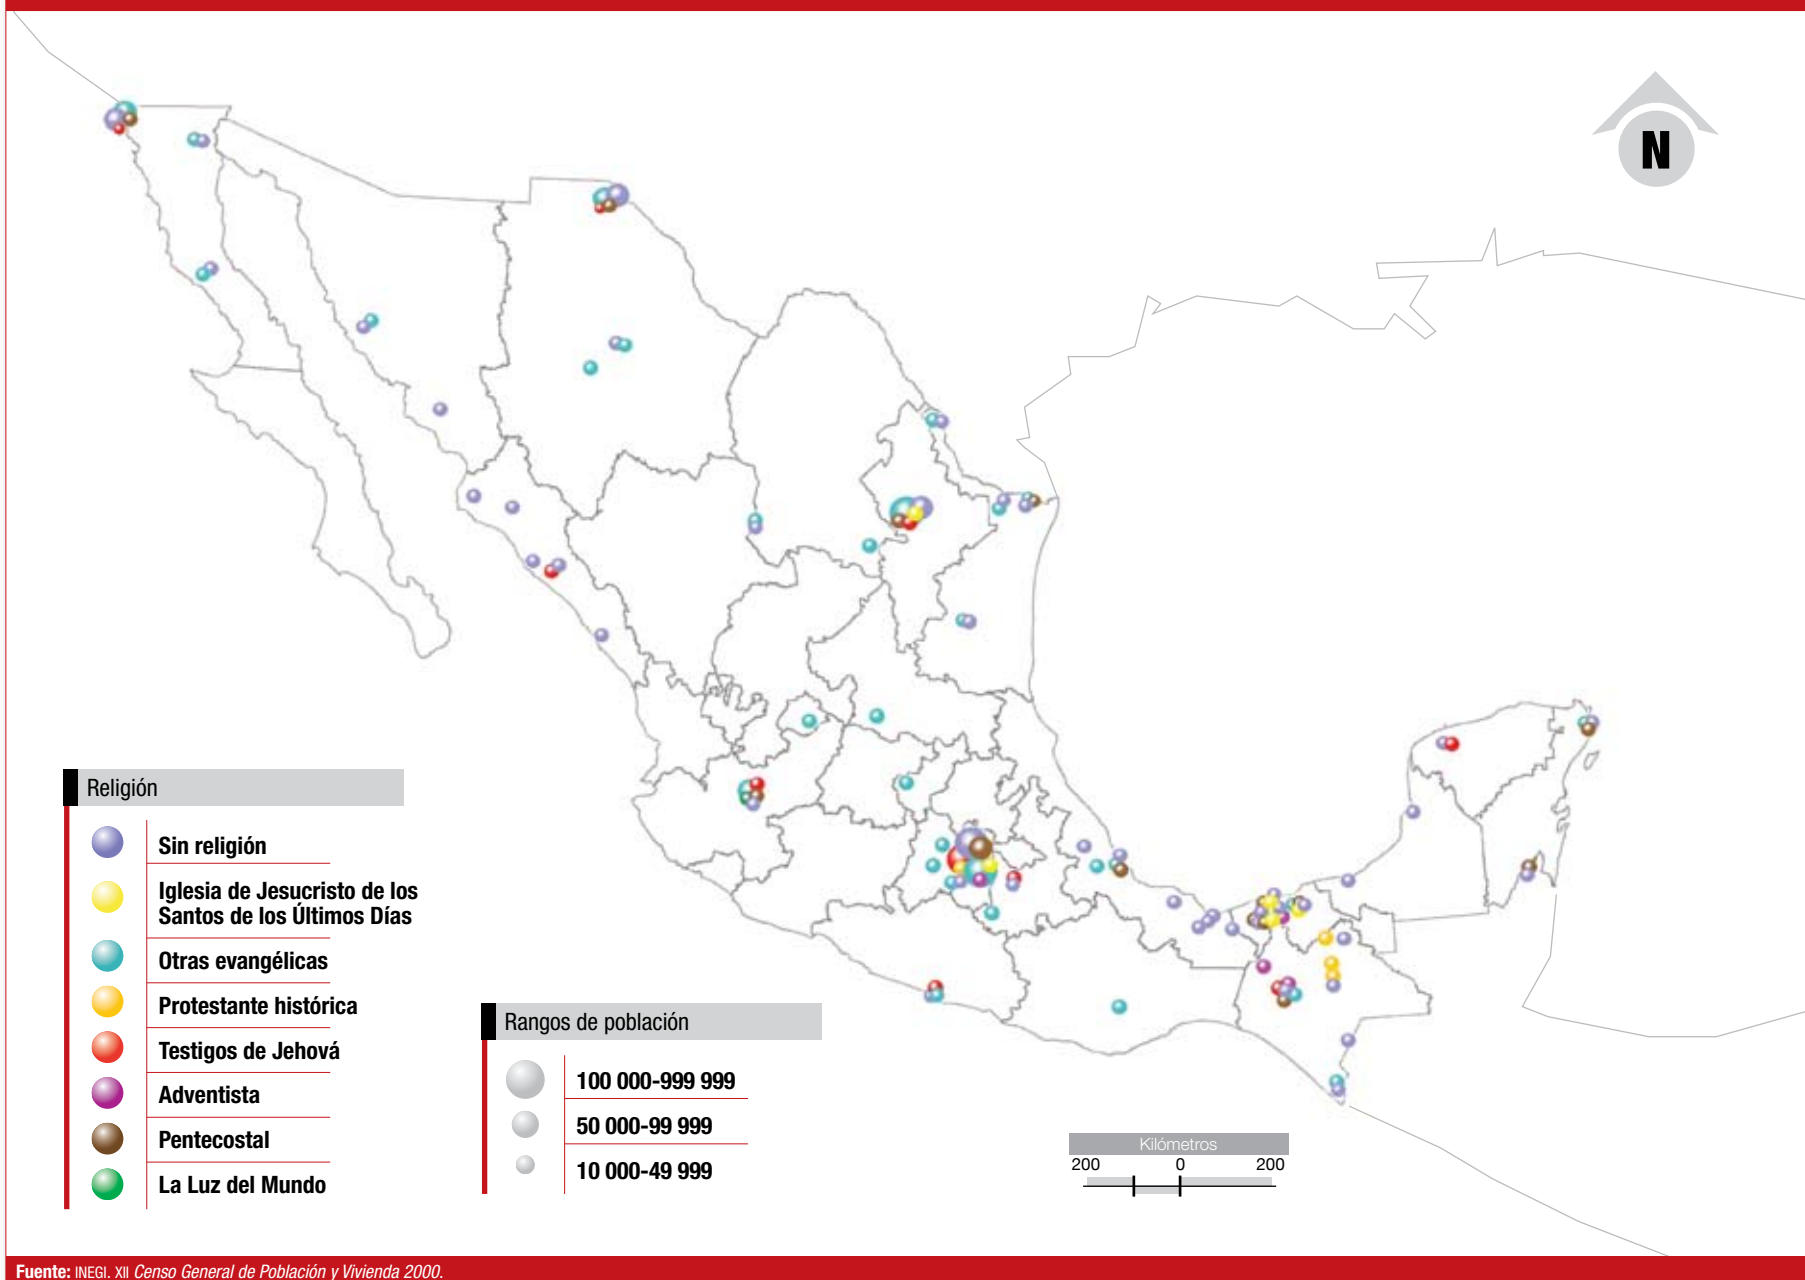 N
Religión
Sin religión
Iglesia de Jesucristo de los
Santos de los Últimos Días
Otras evangélicas
Protestante histórica
Testigos de Jehová
Adventista
Pentecostal
La Luz del Mundo
Rangos de población
100 000-999 999
50 000-99 999
10 000-49 999
Kilómetros
200 0 200
Fuente: INEGI. XII Censo General de Población y Vivienda 2000.